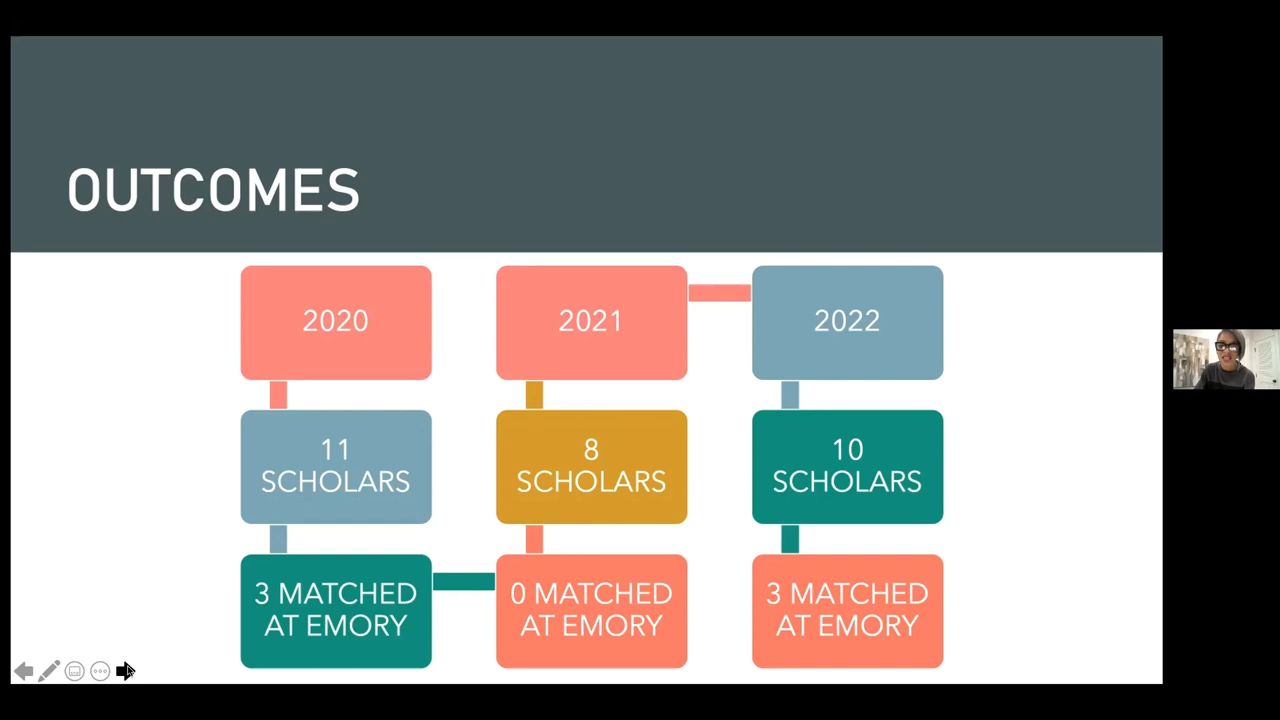 OUTCOMES
2020
11
SCHOLARS
3 MATCHED
AT EMORY
2021
8
SCHOLARS
0 MATCHED
AT EMORY
2022
10
SCHOLARS
3 MATCHED
AT EMORY